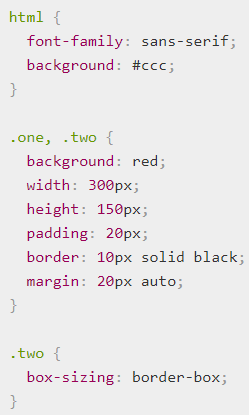 html {
  font-family: sans-serif;
  background: #ccc;
}

.one, .two {
  background: red;
  width: 300px;
  height: 150px;
  padding: 20px;
  border: 10px solid black;
  margin: 20px auto;
}

.two {
  box-sizing: border-box;
}